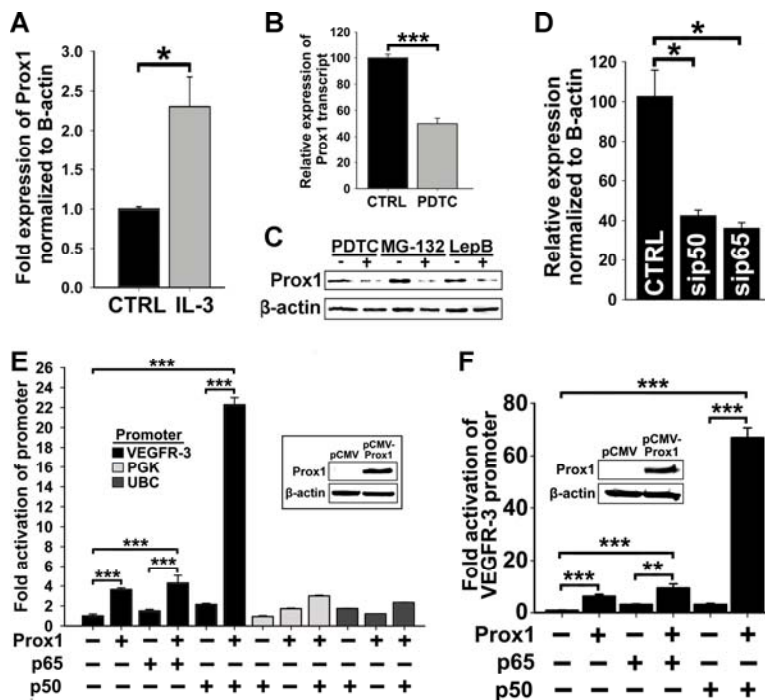 A
Fold expression of Prox1
normalized to B-actin
3.0
2.5
2.0
1.5
1.0
0.5
0.0
*
CTRL IL-3
B
Relative expression of
Prox1 transcript
120
100
80
60
40
20
0
***
CTRL PDTC
C
PDTC MG-132 LepB
- + - + - +
Prox1
β-actin
D
Relative expression
normalized to B-actin
120
100
80
60
40
20
0
*
*
CTRL
sip50
sip65
E
Fold activation of promoter
26
24
22
20
18
16
14
12
10
8
6
4
2
0
***
***
***
***
***
Promoter
VEGFR-3
PGK
UBC
pCMV
pCMV-
Prox1
Prox1
β-actin
Prox1 - + - + - + - + + - + +
p65 - - + + - - - - - - - -
p50 - - - - + + + - + + - +
F
Fold activation of
VEGFR-3 promoter
80
60
40
20
0
***
***
***
***
**
pCMV
pCMV-
Prox1
Prox1
β-actin
Prox1 - + - + - +
p65 - - + + - -
p50 - - - - + +